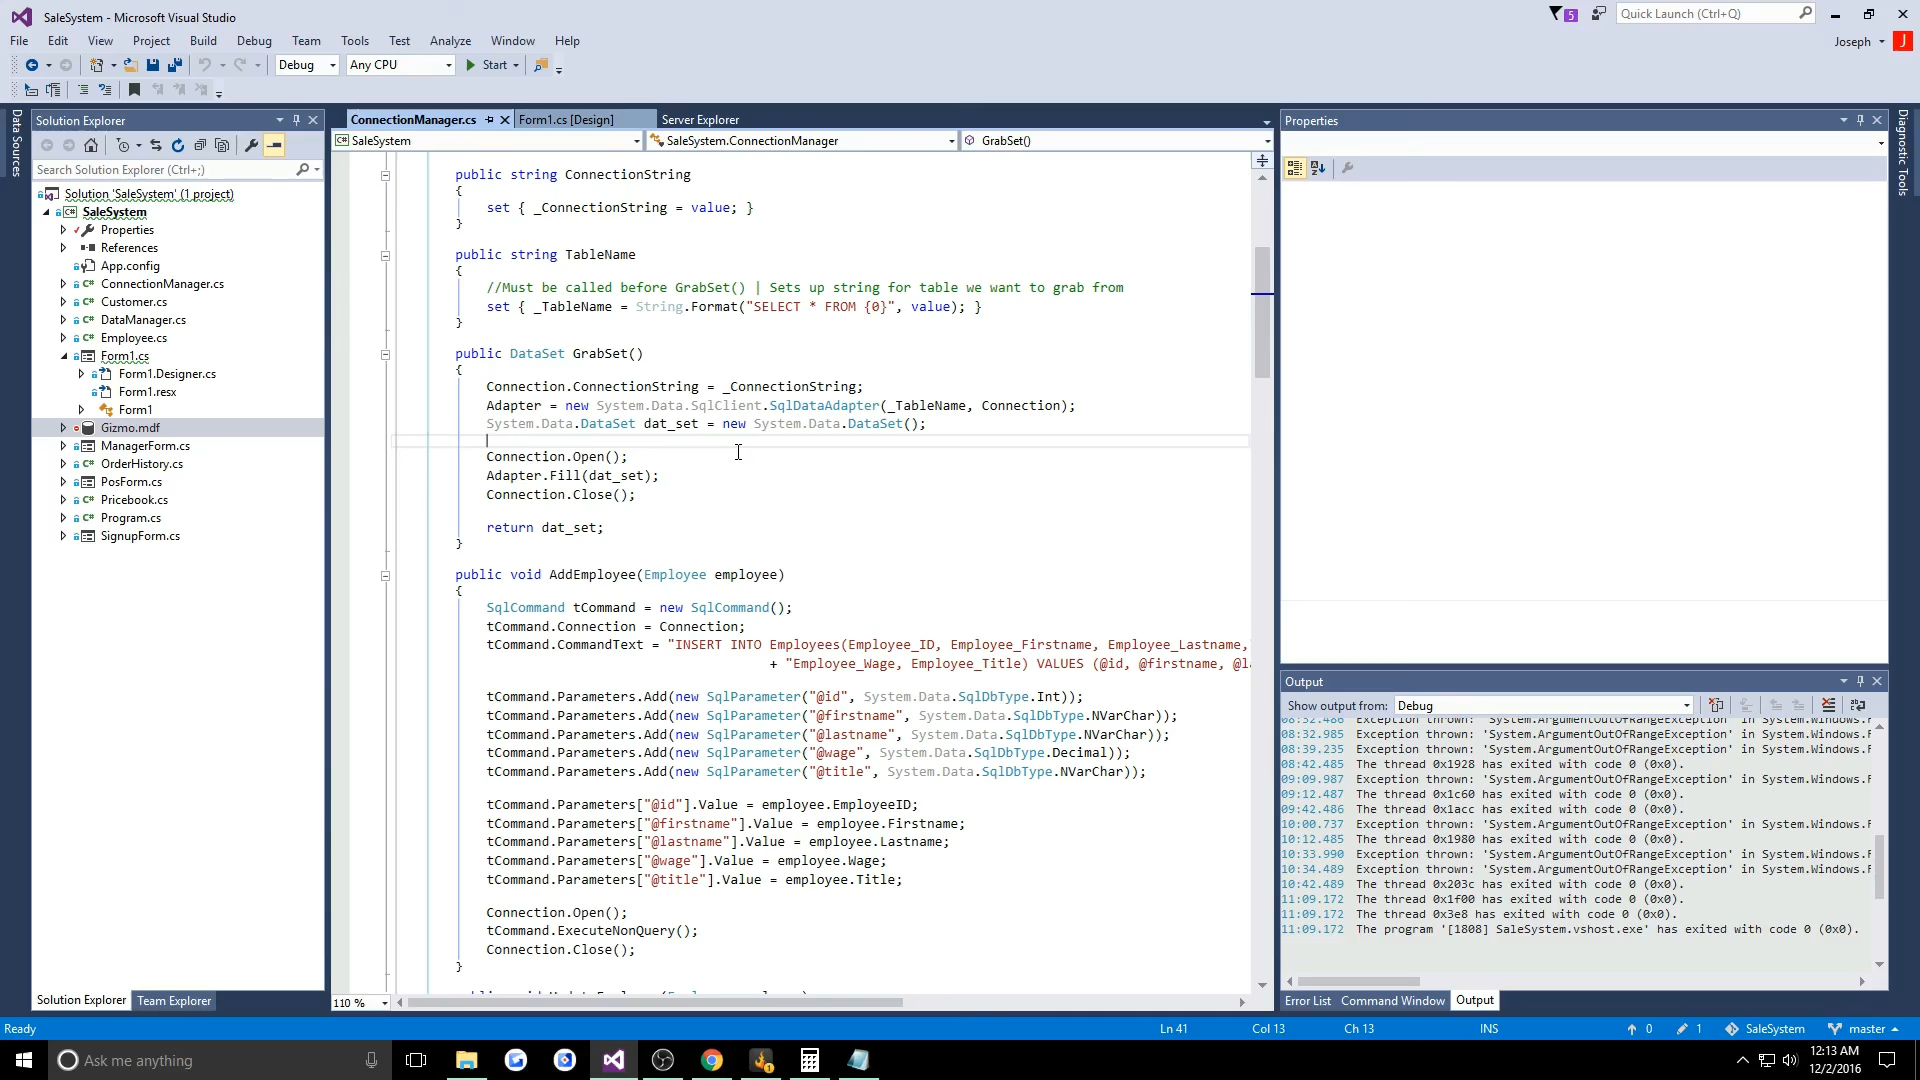 SaleSystem - Microsoft Visual Studio
5
Quick Launch (Ctrl+Q)
File Edit View Project Build Debug Team Tools Test Analyze Window Help
Joseph J
Debug Any CPU Start
Data Sources
Solution Explorer
Search Solution Explorer (Ctrl+;)
Solution 'SaleSystem' (1 project)
SaleSystem
Properties
References
App.config
ConnectionManager.cs
Customer.cs
DataManager.cs
Employee.cs
Form1.cs
Form1.Designer.cs
Form1.resx
Form1
Gizmo.mdf
ManagerForm.cs
OrderHistory.cs
PosForm.cs
Pricebook.cs
Program.cs
SignupForm.cs
Solution Explorer Team Explorer
ConnectionManager.cs Form1.cs [Design] Server Explorer
SaleSystem SaleSystem.ConnectionManager GrabSet()
public string ConnectionString
{
set { _ConnectionString = value; }
}
public string TableName
{
//Must be called before GrabSet() | Sets up string for table we want to grab from
set { _TableName = String.Format("SELECT * FROM {0}", value); }
}
public DataSet GrabSet()
{
Connection.ConnectionString = _ConnectionString;
Adapter = new System.Data.SqlClient.SqlDataAdapter(_TableName, Connection);
System.Data.DataSet dat_set = new System.Data.DataSet();
Connection.Open();
Adapter.Fill(dat_set);
Connection.Close();
return dat_set;
}
public void AddEmployee(Employee employee)
{
SqlCommand tCommand = new SqlCommand();
tCommand.Connection = Connection;
tCommand.CommandText = "INSERT INTO Employees(Employee_ID, Employee_Firstname, Employee_Lastname,"
+ "Employee_Wage, Employee_Title) VALUES (@id, @firstname, @la
tCommand.Parameters.Add(new SqlParameter("@id", System.Data.SqlDbType.Int));
tCommand.Parameters.Add(new SqlParameter("@firstname", System.Data.SqlDbType.NVarChar));
tCommand.Parameters.Add(new SqlParameter("@lastname", System.Data.SqlDbType.NVarChar));
tCommand.Parameters.Add(new SqlParameter("@wage", System.Data.SqlDbType.Decimal));
tCommand.Parameters.Add(new SqlParameter("@title", System.Data.SqlDbType.NVarChar));
tCommand.Parameters["@id"].Value = employee.EmployeeID;
tCommand.Parameters["@firstname"].Value = employee.Firstname;
tCommand.Parameters["@lastname"].Value = employee.Lastname;
tCommand.Parameters["@wage"].Value = employee.Wage;
tCommand.Parameters["@title"].Value = employee.Title;
Connection.Open();
tCommand.ExecuteNonQuery();
Connection.Close();
}
110 %
Properties
Diagnostic Tools
Output
Show output from: Debug
08:32.486 Exception thrown: 'System.ArgumentOutOfRangeException' in System.Windows.F
08:32.985 Exception thrown: 'System.ArgumentOutOfRangeException' in System.Windows.F
08:39.235 Exception thrown: 'System.ArgumentOutOfRangeException' in System.Windows.F
08:42.485 The thread 0x1928 has exited with code 0 (0x0).
09:09.987 Exception thrown: 'System.ArgumentOutOfRangeException' in System.Windows.F
09:12.487 The thread 0x1c60 has exited with code 0 (0x0).
09:42.486 The thread 0x1acc has exited with code 0 (0x0).
10:00.737 Exception thrown: 'System.ArgumentOutOfRangeException' in System.Windows.F
10:12.485 The thread 0x1980 has exited with code 0 (0x0).
10:33.990 Exception thrown: 'System.ArgumentOutOfRangeException' in System.Windows.F
10:34.489 Exception thrown: 'System.ArgumentOutOfRangeException' in System.Windows.F
10:42.489 The thread 0x203c has exited with code 0 (0x0).
11:09.172 The thread 0x1f00 has exited with code 0 (0x0).
11:09.172 The thread 0x3e8 has exited with code 0 (0x0).
11:09.172 The program '[1808] SaleSystem.vshost.exe' has exited with code 0 (0x0).
Error List Command Window Output
Ready Ln 41 Col 13 Ch 13 INS 0 1 SaleSystem master
Ask me anything
12:13 AM
12/2/2016